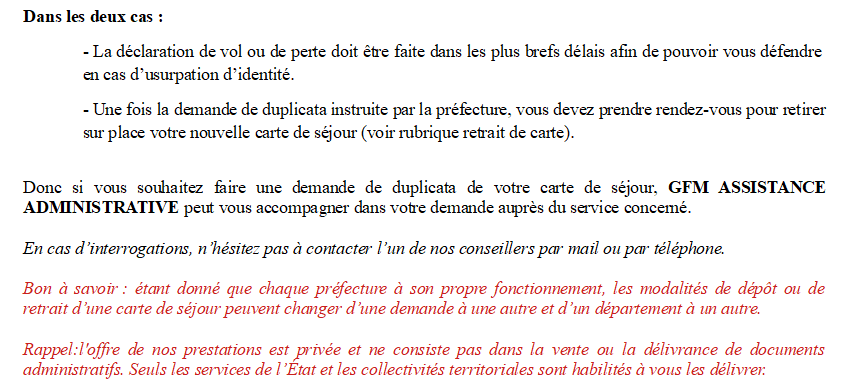 Dans les deux cas :
- La déclaration de vol ou de perte doit être faite dans les plus brefs délais afin de pouvoir vous défendre
en cas d’usurpation d’identité.
- Une fois la demande de duplicata instruite par la préfecture, vous devez prendre rendez-vous pour retirer
sur place votre nouvelle carte de séjour (voir rubrique retrait de carte).
Donc si vous souhaitez faire une demande de duplicata de votre carte de séjour, GFM ASSISTANCE
ADMINISTRATIVE peut vous accompagner dans votre demande auprès du service concerné.
En cas d’interrogations, n’hésitez pas à contacter l’un de nos conseillers par mail ou par téléphone.
Bon à savoir : étant donné que chaque préfecture à son propre fonctionnement, les modalités de dépôt ou de
retrait d’une carte de séjour peuvent changer d’une demande à une autre et d’un département à un autre.
Rappel:l'offre de nos prestations est privée et ne consiste pas dans la vente ou la délivrance de documents
administratifs. Seuls les services de l’État et les collectivités territoriales sont habilités à vous les délivrer.